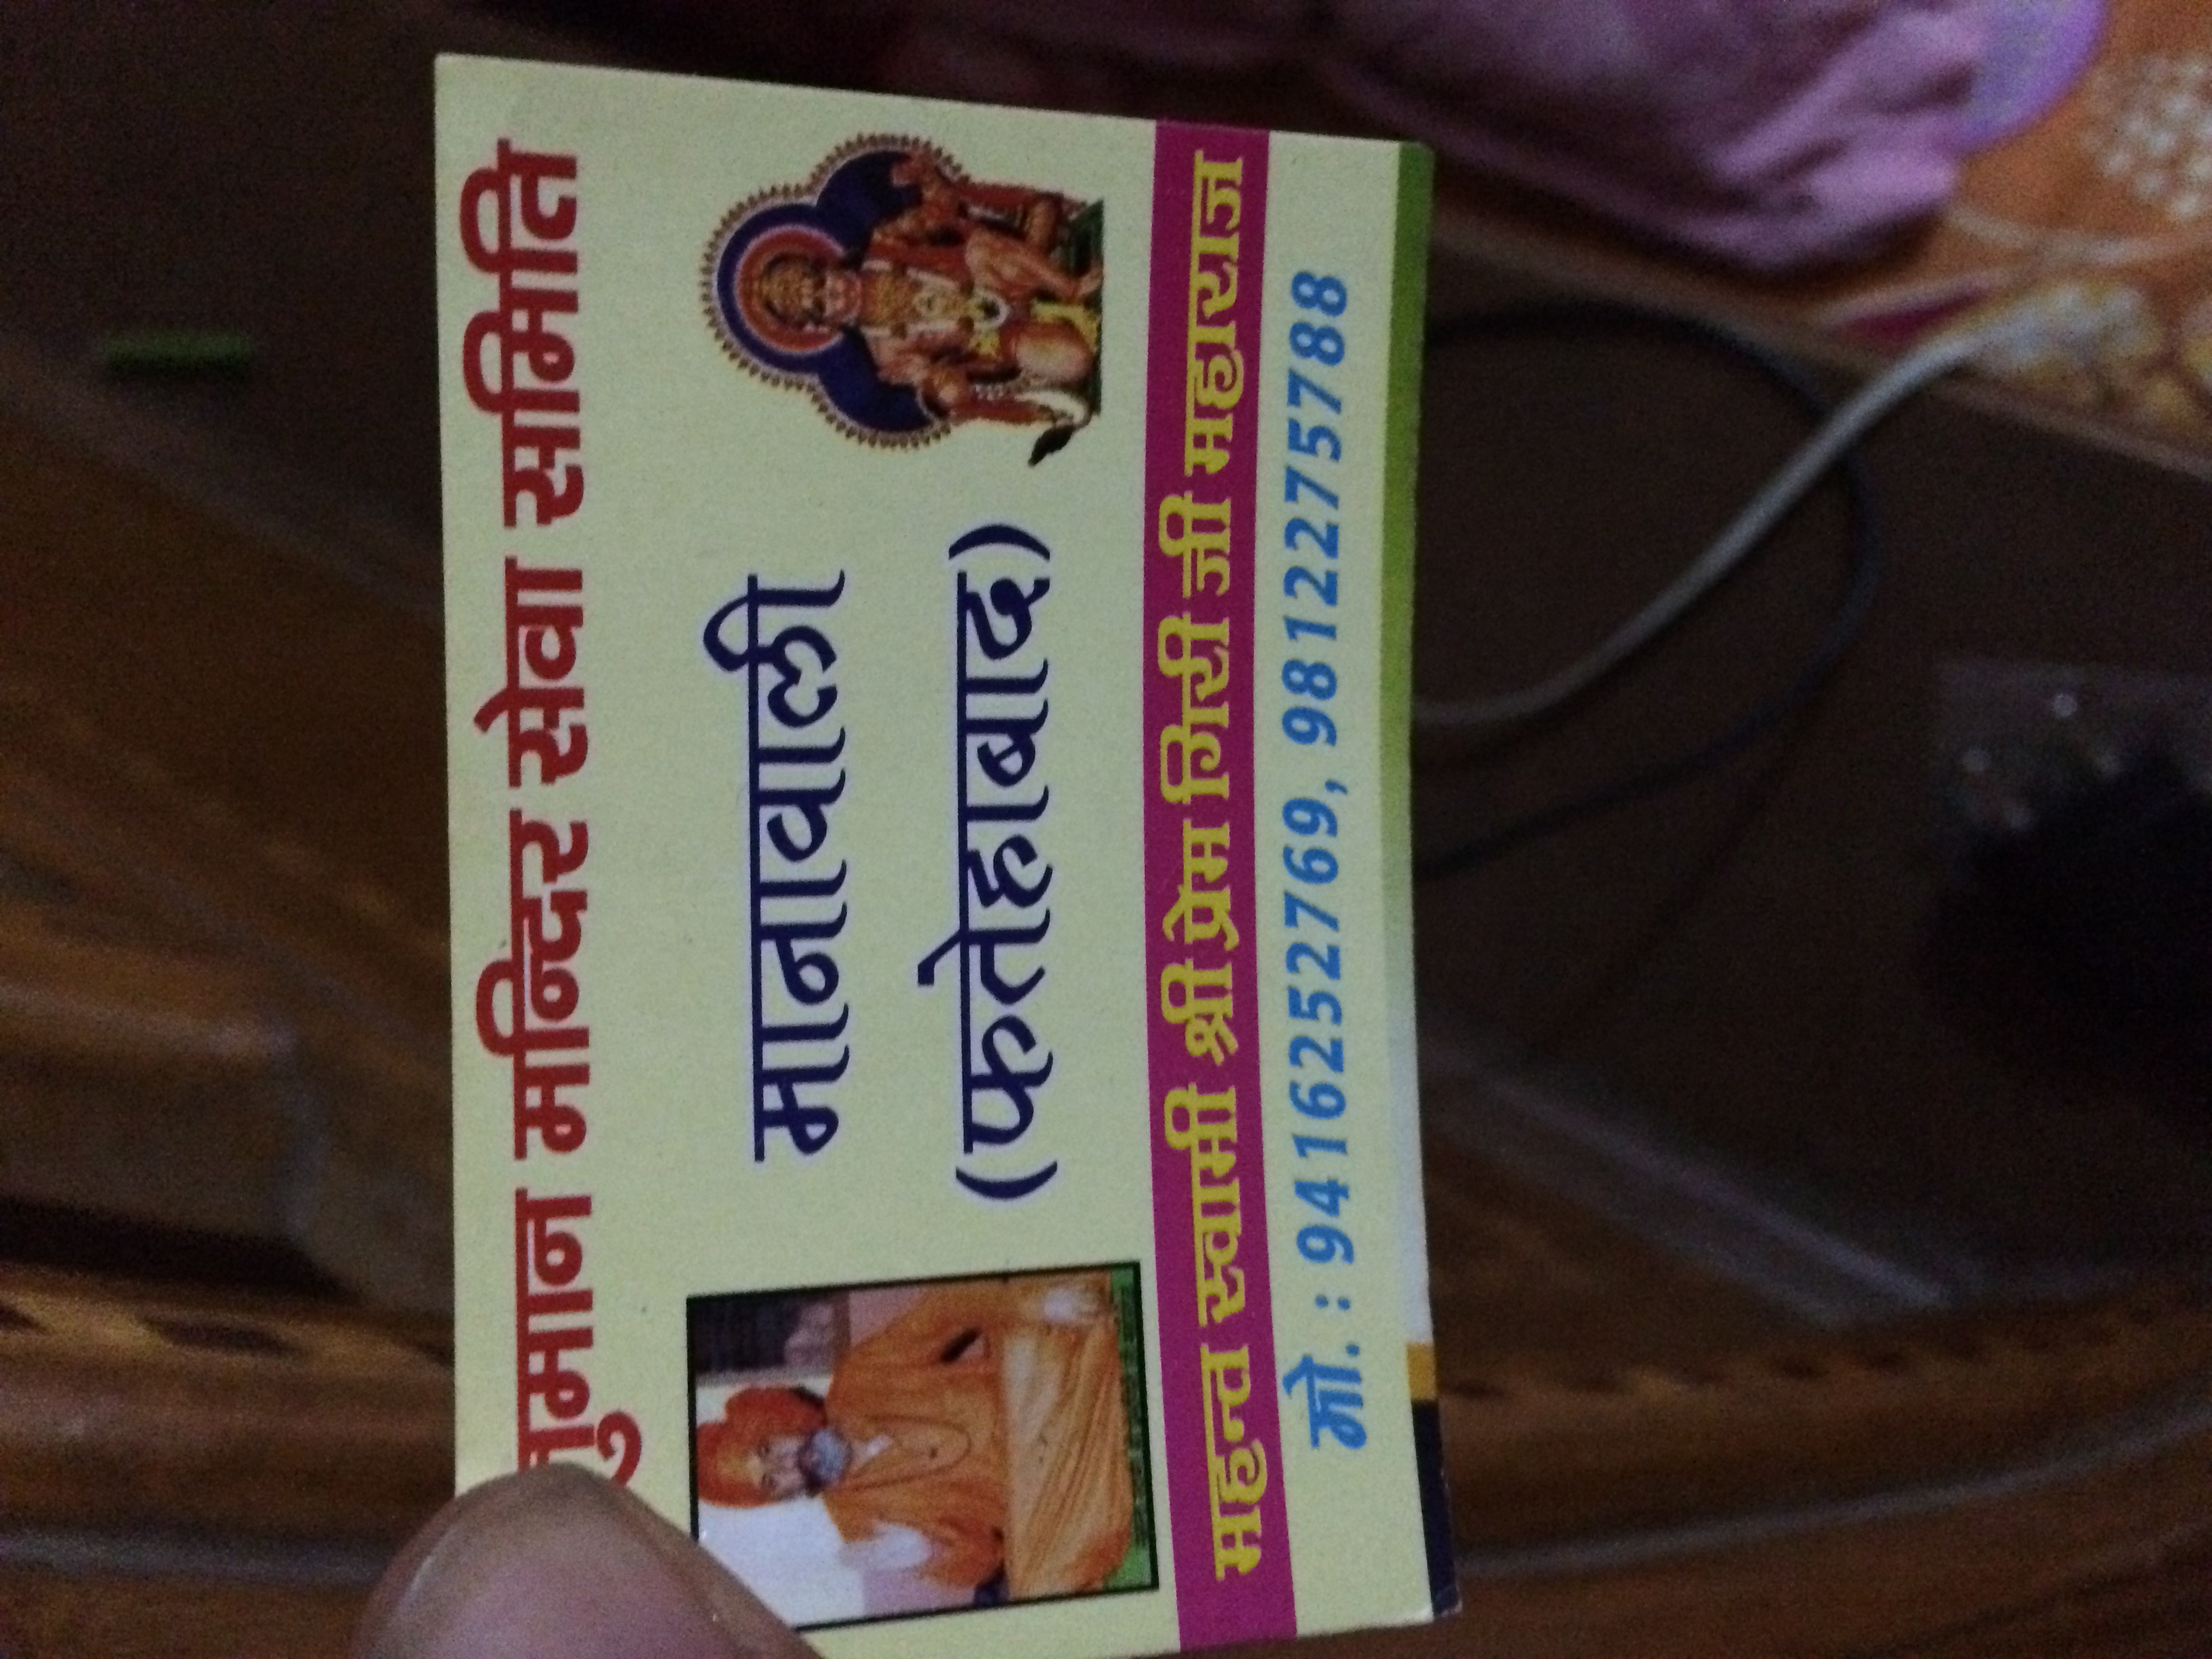 मन्दिर सेवा समिति
मानावाली
(फतेहाबाद)
महन्त स्वामी श्री प्रेम गिरी जी महाराज
मो. : 9416252769, 9812275788